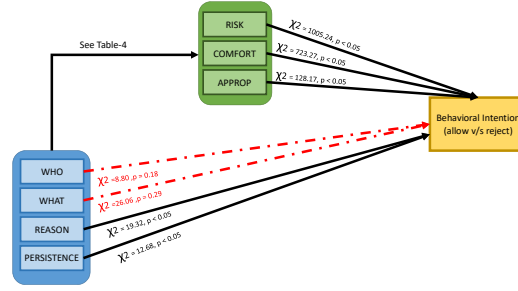 RISK
COMFORT
APPROP
See Table-4
χ2 = 1005.24, p < 0.05
χ2 = 723.27, p < 0.05
χ2 = 128.17, p < 0.05
Behavioral Intention
(allow v/s reject)
WHO
WHAT
REASON
PERSISTENCE
χ2 =8.80 ,p = 0.18
χ2 =26.06 ,p = 0.29
χ2 = 19.32, p < 0.05
χ2 = 12.68, p < 0.05